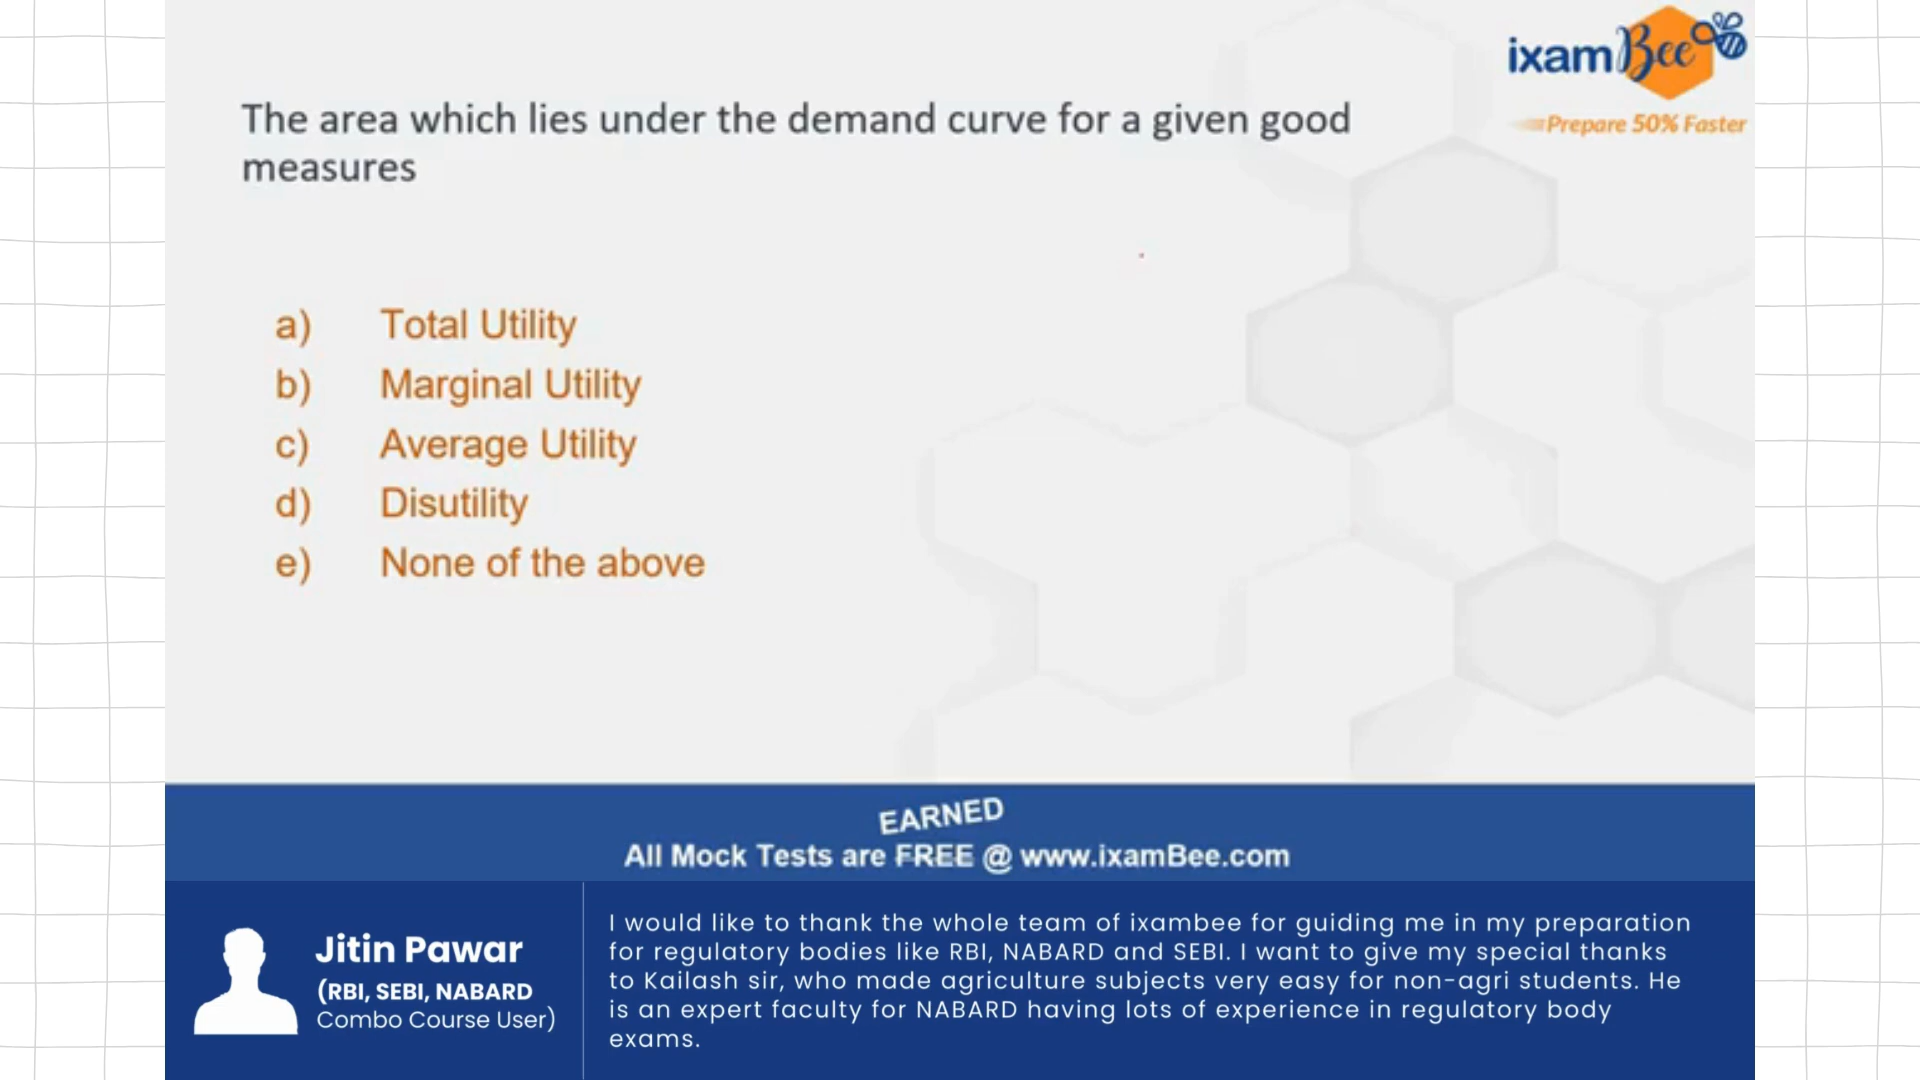 ixamBee
Prepare 50% Faster
The area which lies under the demand curve for a given good
measures
a) Total Utility
b) Marginal Utility
c) Average Utility
d) Disutility
e) None of the above
EARNED
All Mock Tests are FREE @ www.ixamBee.com
Jitin Pawar
(RBI, SEBI, NABARD
Combo Course User)
I would like to thank the whole team of ixambee for guiding me in my preparation
for regulatory bodies like RBI, NABARD and SEBI. I want to give my special thanks
to Kailash sir, who made agriculture subjects very easy for non-agri students. He
is an expert faculty for NABARD having lots of experience in regulatory body
exams.